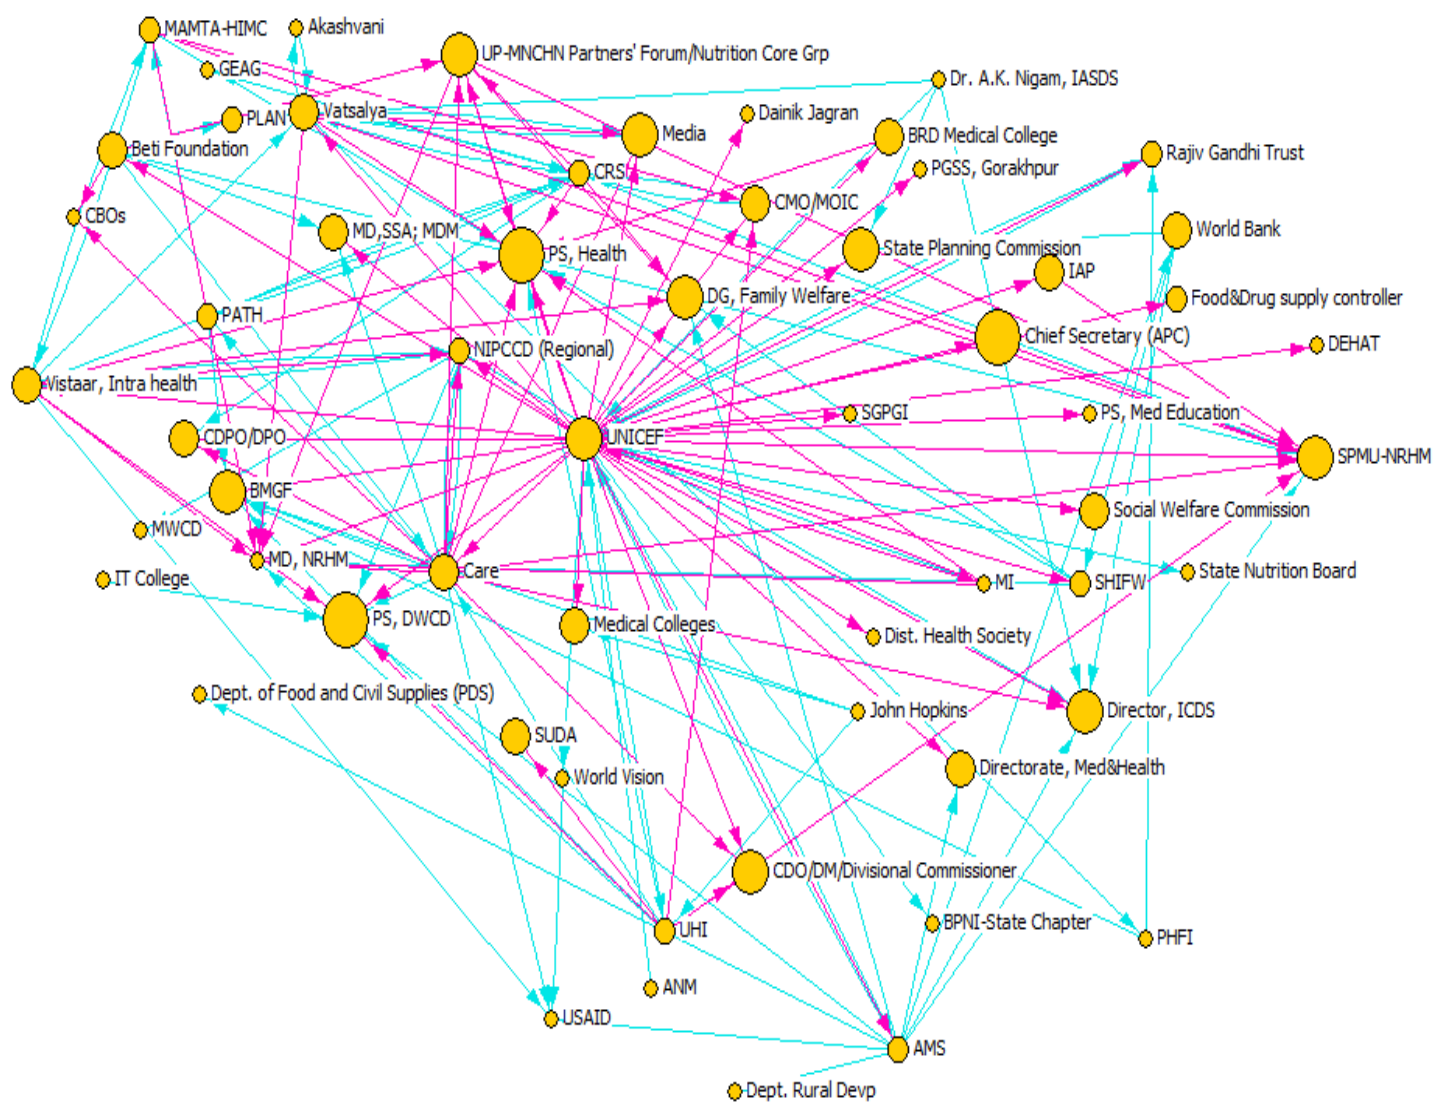 MAMTA-HIMC
Akashvani
UP-MNCHN Partners' Forum/Nutrition Core Grp
GEAG
Dr. A.K. Nigam, IASDS
PLAN
Vatsalya
Dainik Jagran
Media
BRD Medical College
Beti Foundation
Rajiv Gandhi Trust
CRS
PGSS, Gorakhpur
CMO/MOIC
CBOs
MD,SSA; MDM
World Bank
State Planning Commission
PS, Health
IAP
DG, Family Welfare
Food&Drug supply controller
PATH
Chief Secretary (APC)
DEHAT
NIPCCD (Regional)
Vistaar, Intra health
SGPGI
PS, Med Education
CDPO/DPO
UNICEF
SPMU-NRHM
BMGF
Social Welfare Commission
MWCD
MD, NRHM
Care
State Nutrition Board
IT College
MI
SHIFW
PS, DWCD
Medical Colleges
Dist. Health Society
Dept. of Food and Civil Supplies (PDS)
John Hopkins
Director, ICDS
SUDA
World Vision
Directorate, Med&Health
CDO/DM/Divisional Commissioner
BPNI-State Chapter
UHI
PHFI
ANM
USAID
AMS
Dept. Rural Devp